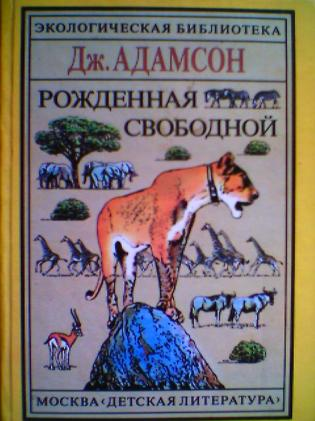 ЭКОЛОГИЧЕСКАЯ БИБЛИОТЕКА
Дж. АДАМСОН
РОЖДЕННАЯ
СВОБОДНОЙ
МОСКВА ‹ДЕТСКАЯ ЛИТЕРАТУРА›